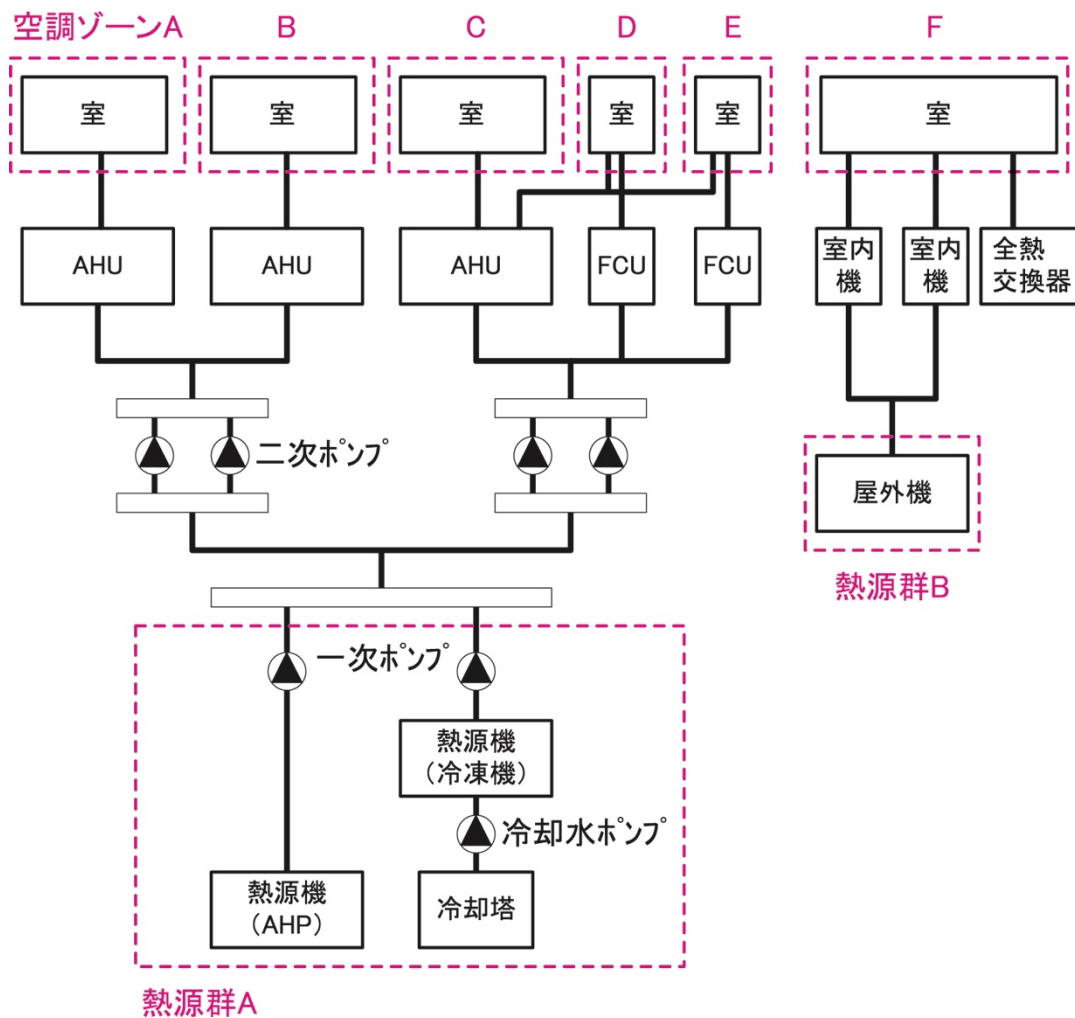 空調ゾーンA
B
C
D
E
F
室
室
室
室
室
室
AHU
AHU
AHU
FCU
FCU
室内
機
室内
機
全熱
交換器
二次ﾎﾟﾝﾌﾟ
屋外機
熱源群B
一次ﾎﾟﾝﾌﾟ
熱源機
（冷凍機）
冷却水ﾎﾟﾝﾌﾟ
熱源機
（AHP）
冷却塔
熱源群A